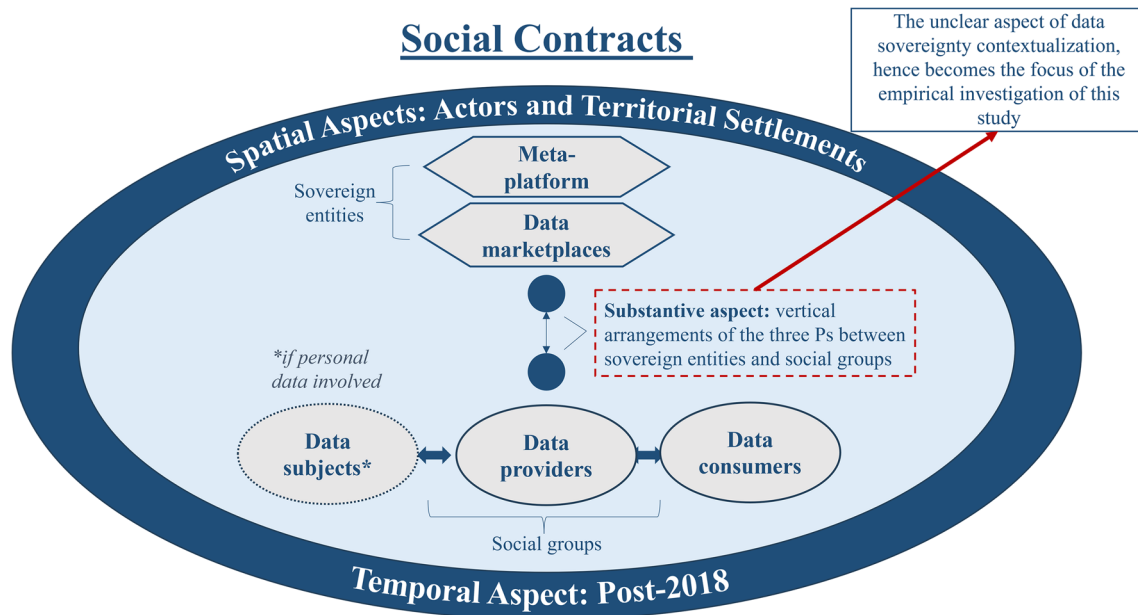 Social Contracts
The unclear aspect of data
sovereignty contextualization,
hence becomes the focus of the
empirical investigation of this
study
Spatial Aspects: Actors and Territorial Settlements
Meta-
platform
Sovereign
entities
Data
marketplaces
Substantive aspect: vertical
arrangements of the three Ps between
sovereign entities and social groups
*if personal
data involved
Data
subjects*
Data
providers
Data
consumers
Social groups
Temporal Aspect: Post-2018